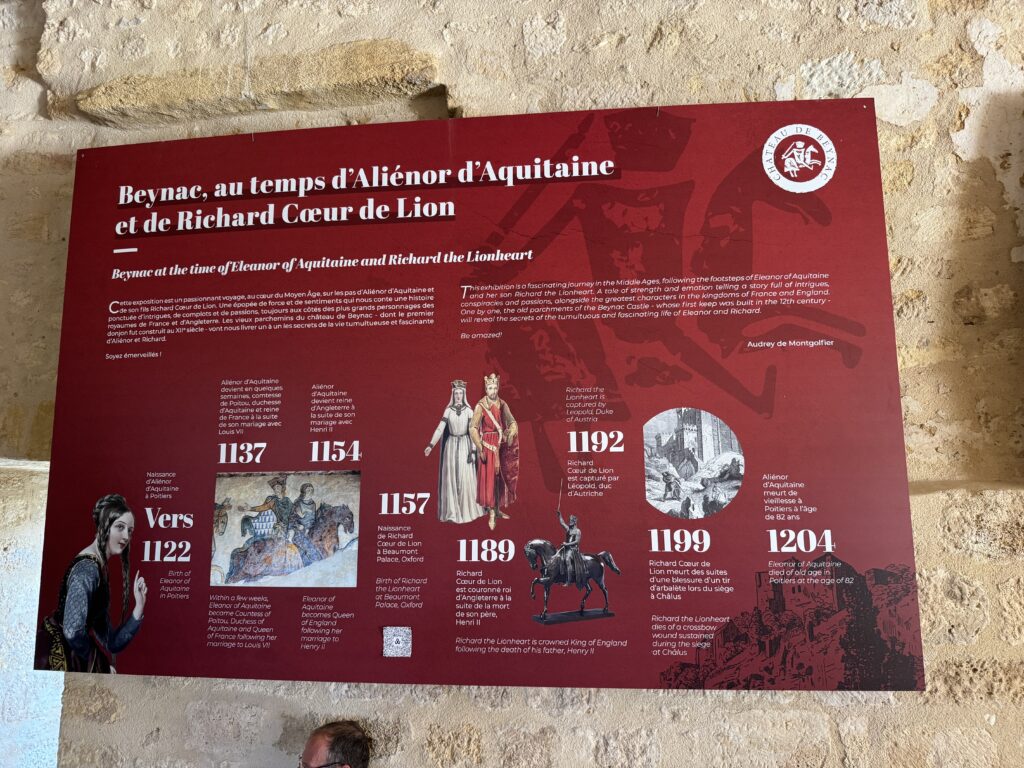 CHATEAU DE BEYNAC
Beynac, au temps d'Aliénor d'Aquitaine
et de Richard Cœur de Lion
Beynac at the time of Eleanor of Aquitaine and Richard the Lionheart
Cette exposition est un passionnant voyage, au cœur du Moyen Âge, sur les pas d'Aliénor d'Aquitaine et
de son fils Richard Cœur de Lion. Une épopée de force et de sentiments qui nous conte une histoire
ponctuée d'intrigues, de complots et de passions, toujours aux côtés des plus grands personnages des
royaumes de France et d'Angleterre. Les vieux parchemins du château de Beynac - dont le premier
donjon fut construit au XIIe siècle - vont nous livrer un à un les secrets de la vie tumultueuse et fascinante
d'Aliénor et Richard.
Soyez émerveillés !
This exhibition is a fascinating journey in the Middle Ages, following the footsteps of Eleanor of Aquitaine
and her son Richard the Lionheart. A tale of strength and emotion telling a story full of intrigues,
conspiracies and passions, alongside the greatest characters in the kingdoms of France and England.
One by one, the old parchments of the Beynac Castle - whose first keep was built in the 12th century -
will reveal the secrets of the tumultuous and fascinating life of Eleanor and Richard.
Be amazed!
Audrey de Montgolfier
Naissance
d'Aliénor
d'Aquitaine
à Poitiers
Vers
1122
Birth of
Eleanor of
Aquitaine
in Poitiers
Aliénor d'Aquitaine
devient en quelques
semaines, comtesse
de Poitou, duchesse
d'Aquitaine et reine
de France à la suite
de son mariage avec
Louis VII
1137
Within a few weeks,
Eleanor of Aquitaine
became Countess of
Poitou, Duchess of
Aquitaine and Queen
of France following her
marriage to Louis VII
Aliénor
d'Aquitaine
devient reine
d'Angleterre à
la suite de son
mariage avec
Henri II
1154
Eleanor of
Aquitaine
becomes Queen
of England
following her
marriage to
Henry II
1157
Naissance
de Richard
Cœur de Lion
à Beaumont
Palace, Oxford
Birth of Richard
the Lionheart
at Beaumont
Palace, Oxford
1189
Richard
Cœur de Lion
est couronné roi
d'Angleterre à la
suite de la mort
de son père,
Henri II
Richard the Lionheart is crowned King of England
following the death of his father, Henry II
Richard the
Lionheart is
captured by
Leopold, Duke
of Austria
1192
Richard
Cœur de Lion
est capturé par
Léopold, duc
d'Autriche
1199
Richard Cœur de
Lion meurt des suites
d'une blessure d'un tir
d'arbalète lors du siège
à Châlus
Richard the Lionheart
dies of a crossbow
wound sustained
during the siege
at Châlus
Aliénor
d'Aquitaine
meurt de
vieillesse à
Poitiers à l'âge
de 82 ans
1204
Eleanor of Aquitaine
died of old age in
Poitiers at the age of 82